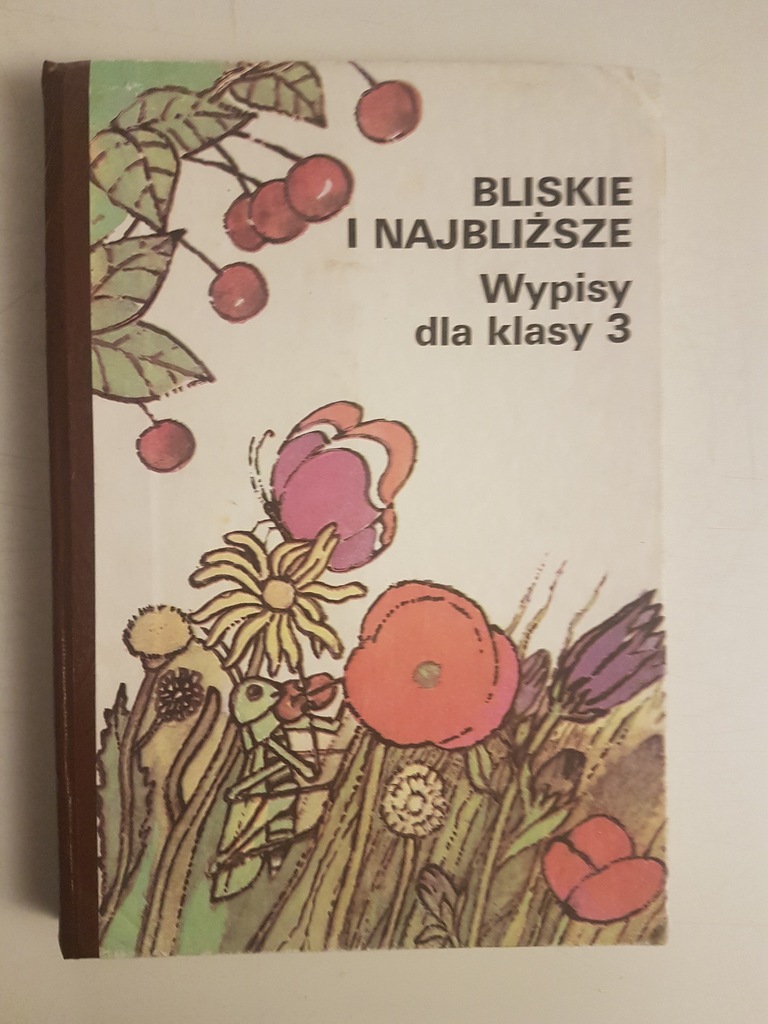 BLISKIE
I NAJBLIŻSZE
Wypisy
dla klasy 3